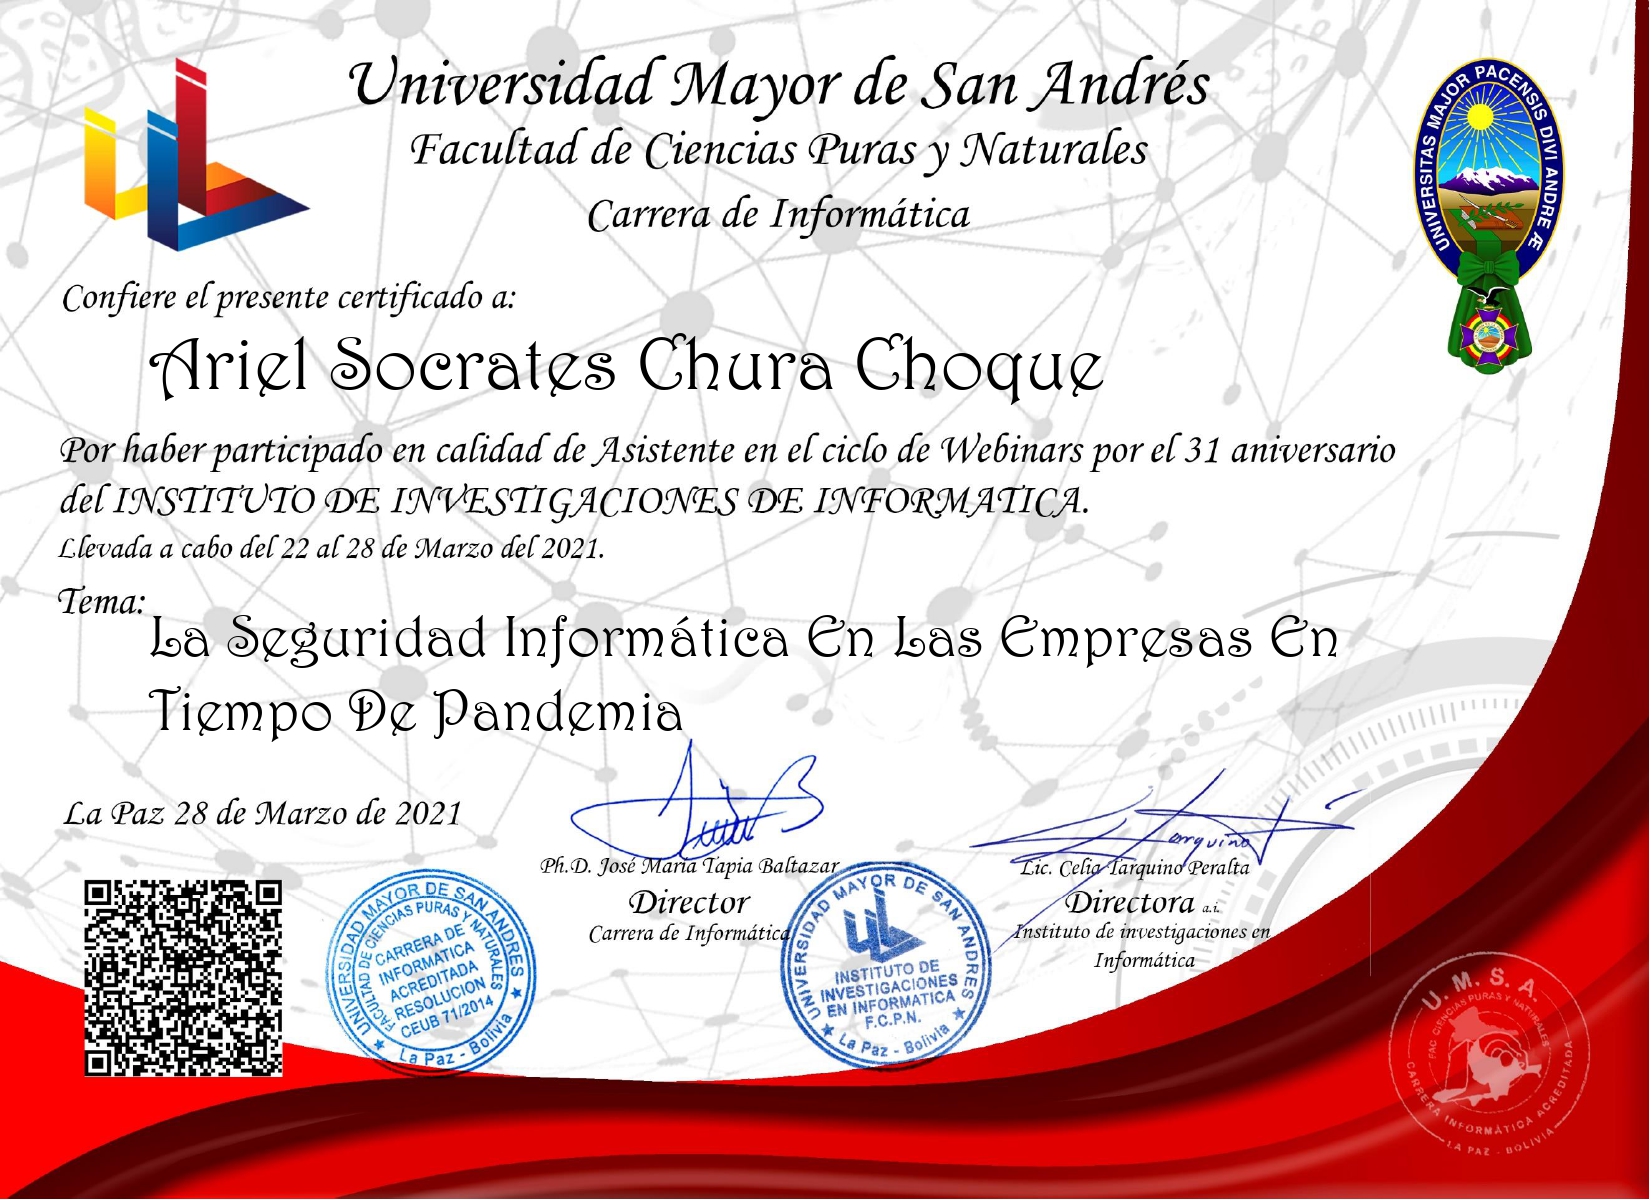 Universidad Mayor de San Andrés
Facultad de Ciencias Puras y Naturales
Carrera de Informática
UNIVERSITAS MAJOR PACENSIS DIVI ANDRE Æ
Confiere el presente certificado a:
Ariel Socrates Chura Choque
Por haber participado en calidad de Asistente en el ciclo de Webinars por el 31 aniversario
del INSTITUTO DE INVESTIGACIONES DE INFORMATICA.
Llevada a cabo del 22 al 28 de Marzo del 2021.
Tema:
La Seguridad Informática En Las Empresas En
Tiempo De Pandemia
La Paz 28 de Marzo de 2021
Ph.D. José María Tapia Baltazar
Director
Carrera de Informática
Tarquino
Lic. Celia Tarquino Peralta
Directora a.i.
Instituto de investigaciones en
Informática
UNIVERSIDAD MAYOR DE SAN ANDRES
FACULTAD DE CIENCIAS PURAS Y NATURALES
CARRERA DE
INFORMATICA
ACREDITADA
RESOLUCION
CEUB 71/2014
La Paz - Bolivia
UNIVERSIDAD MAYOR DE SAN ANDRES
INSTITUTO DE
INVESTIGACIONES
EN INFORMATICA
F.C.P.N.
La Paz - Bolivia
U. M. S. A.
FAC CIENCIAS PURAS Y NATURALES
CARRERA INFORMÁTICA ACREDITADA
LA PAZ - BOLIVIA